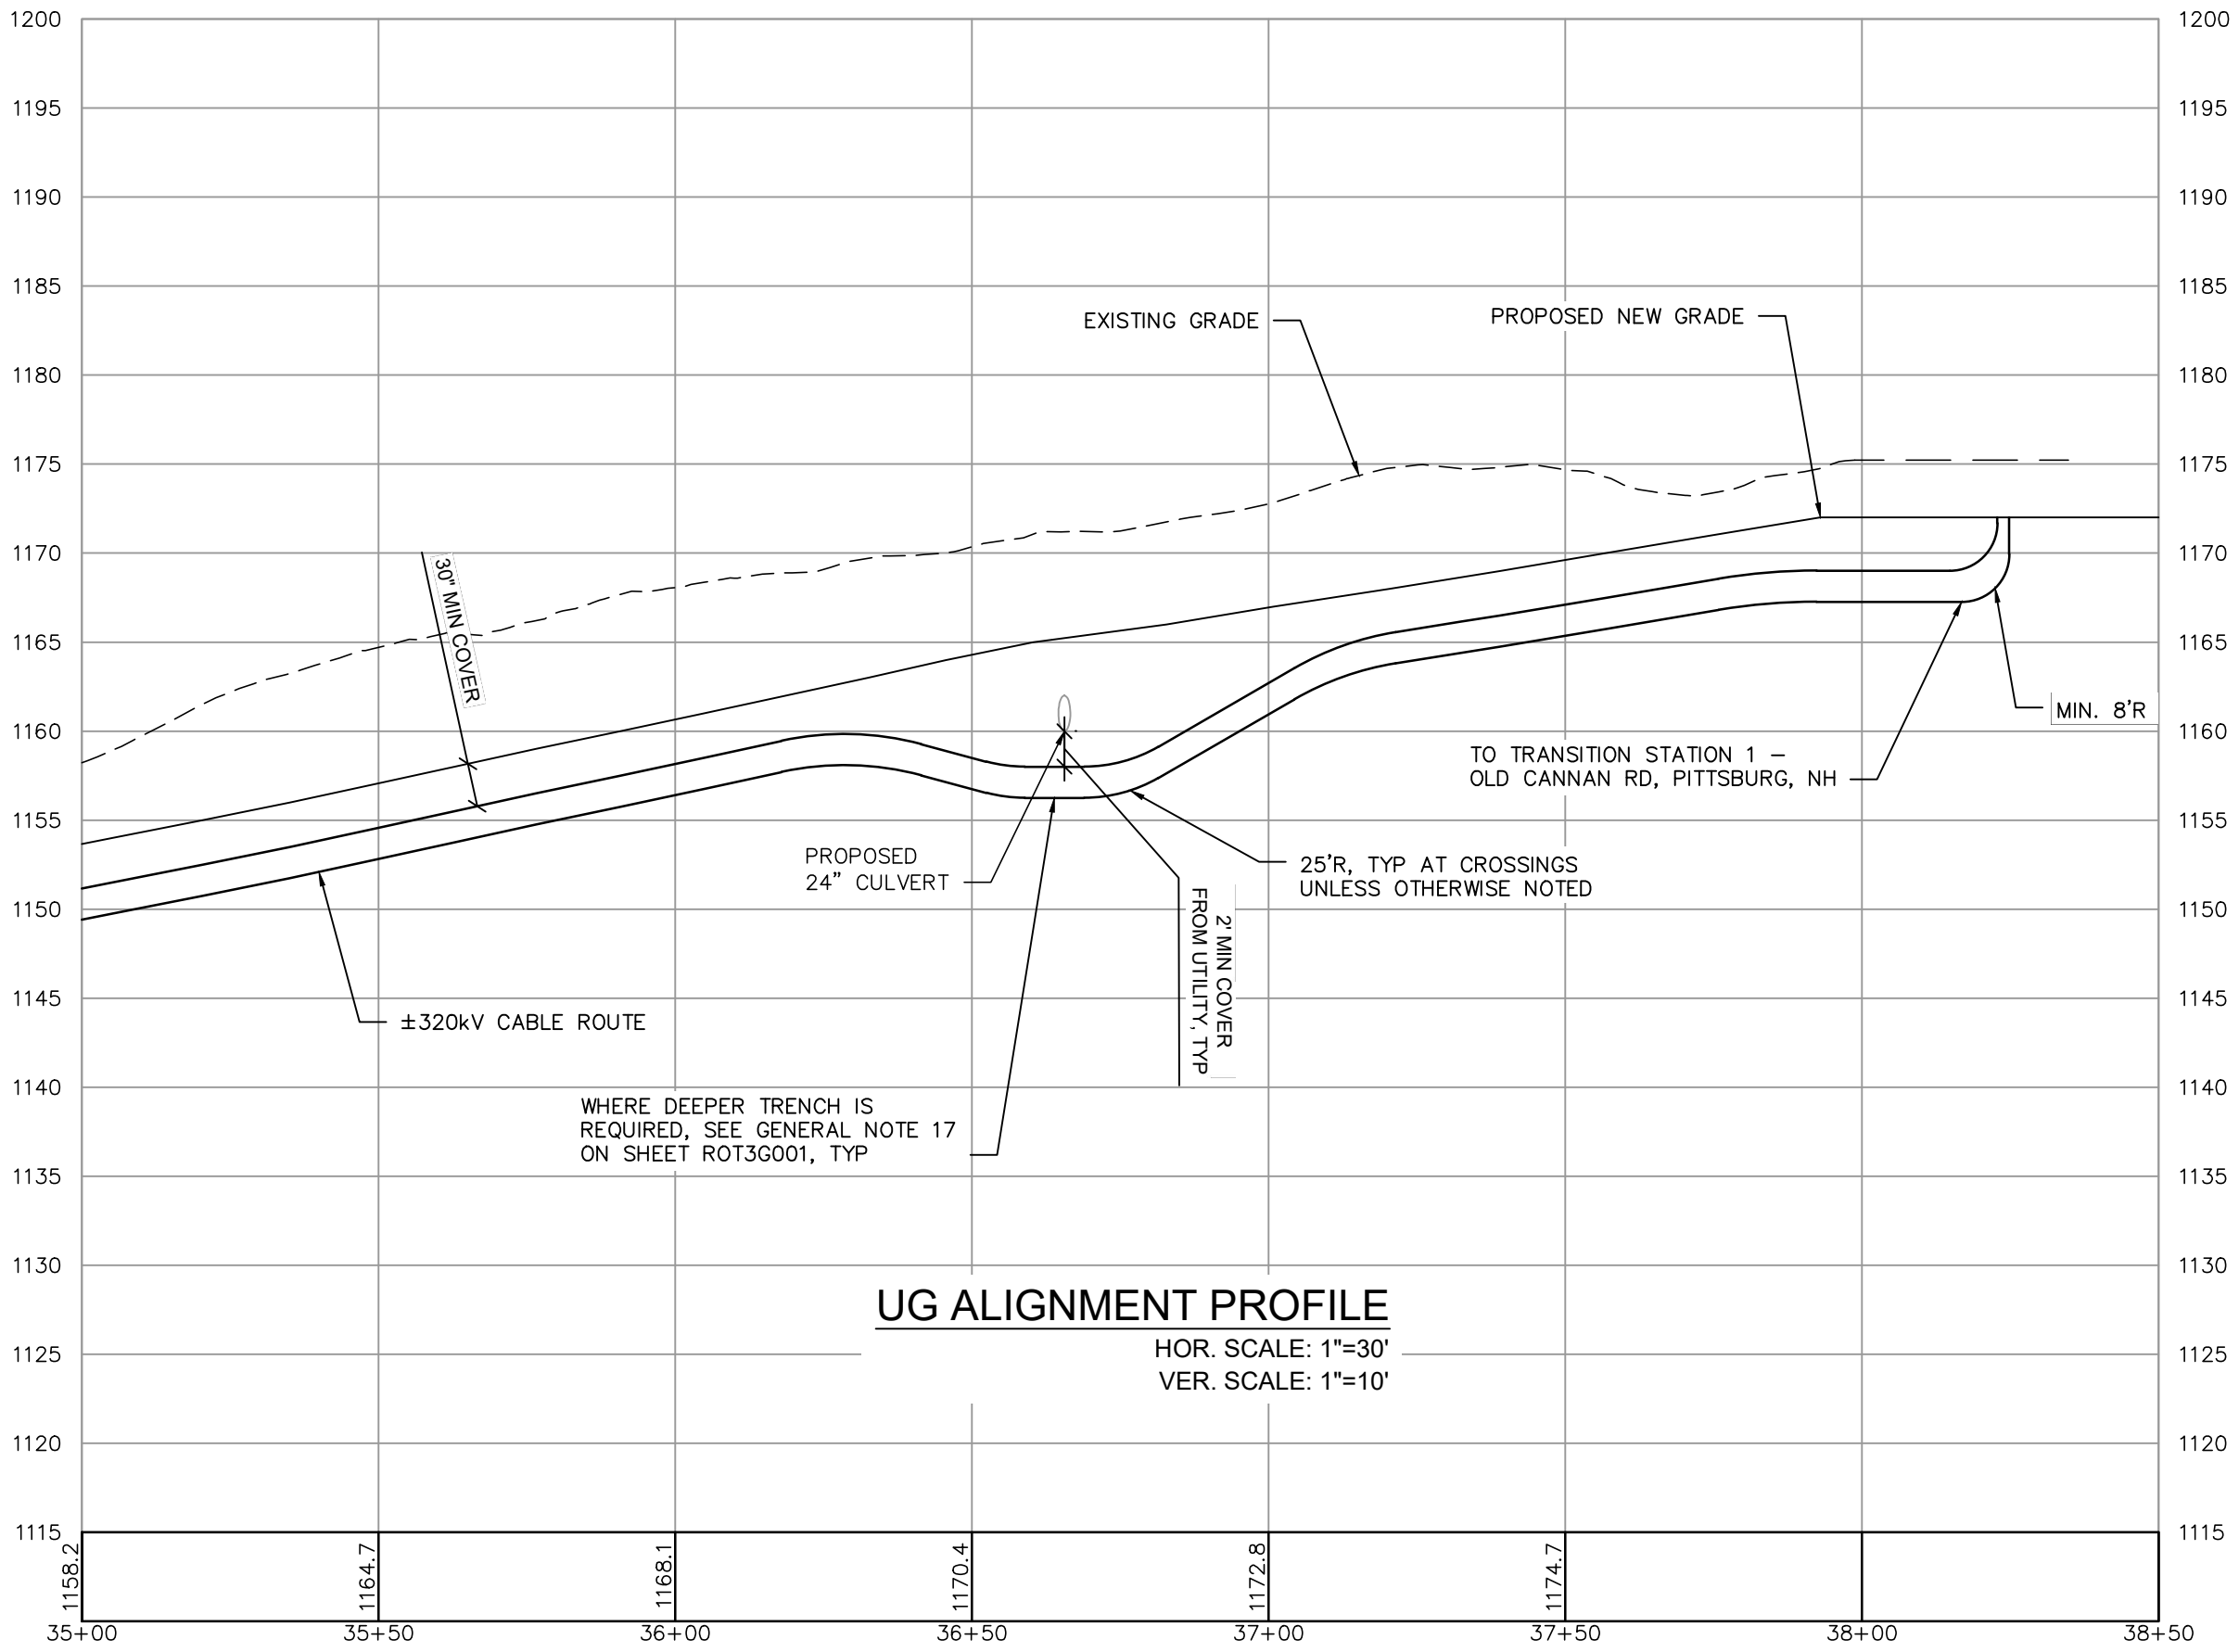 1200 1200
1195 1195
1190 1190
1185 1185
EXISTING GRADE
PROPOSED NEW GRADE
1180 1180
1175 1175
1170 1170
30" MIN COVER
1165 1165
1160 1160
MIN. 8'R
TO TRANSITION STATION 1 –
OLD CANNAN RD, PITTSBURG, NH
1155 1155
PROPOSED
24” CULVERT
25'R, TYP AT CROSSINGS
UNLESS OTHERWISE NOTED
1150 1150
2' MIN COVER
FROM UTILITY, TYP
1145 1145
±320kV CABLE ROUTE
1140 1140
WHERE DEEPER TRENCH IS
REQUIRED, SEE GENERAL NOTE 17
ON SHEET ROT3G001, TYP
1135 1135
1130 1130
UG ALIGNMENT PROFILE
HOR. SCALE: 1"=30'
1125 1125
VER. SCALE: 1"=10'
1120 1120
1115 1115
1158.2 1164.7 1168.1 1170.4 1172.8 1174.7
35+00 35+50 36+00 36+50 37+00 37+50 38+00 38+50